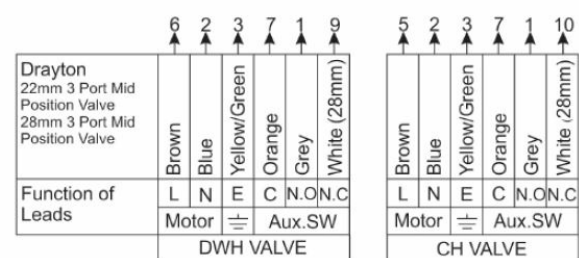 6 2 3 7 1 9 5 2 3 7 1 10
Drayton
22mm 3 Port Mid
Position Valve
28mm 3 Port Mid
Position Valve
Brown
Blue
Yellow/Green
Orange
Grey
White (28mm)
Brown
Blue
Yellow/Green
Orange
Grey
White (28mm)
Function of
Leads
L N E C N.O N.C L N E C N.O N.C
Motor Aux.SW Motor Aux.SW
DWH VALVE CH VALVE